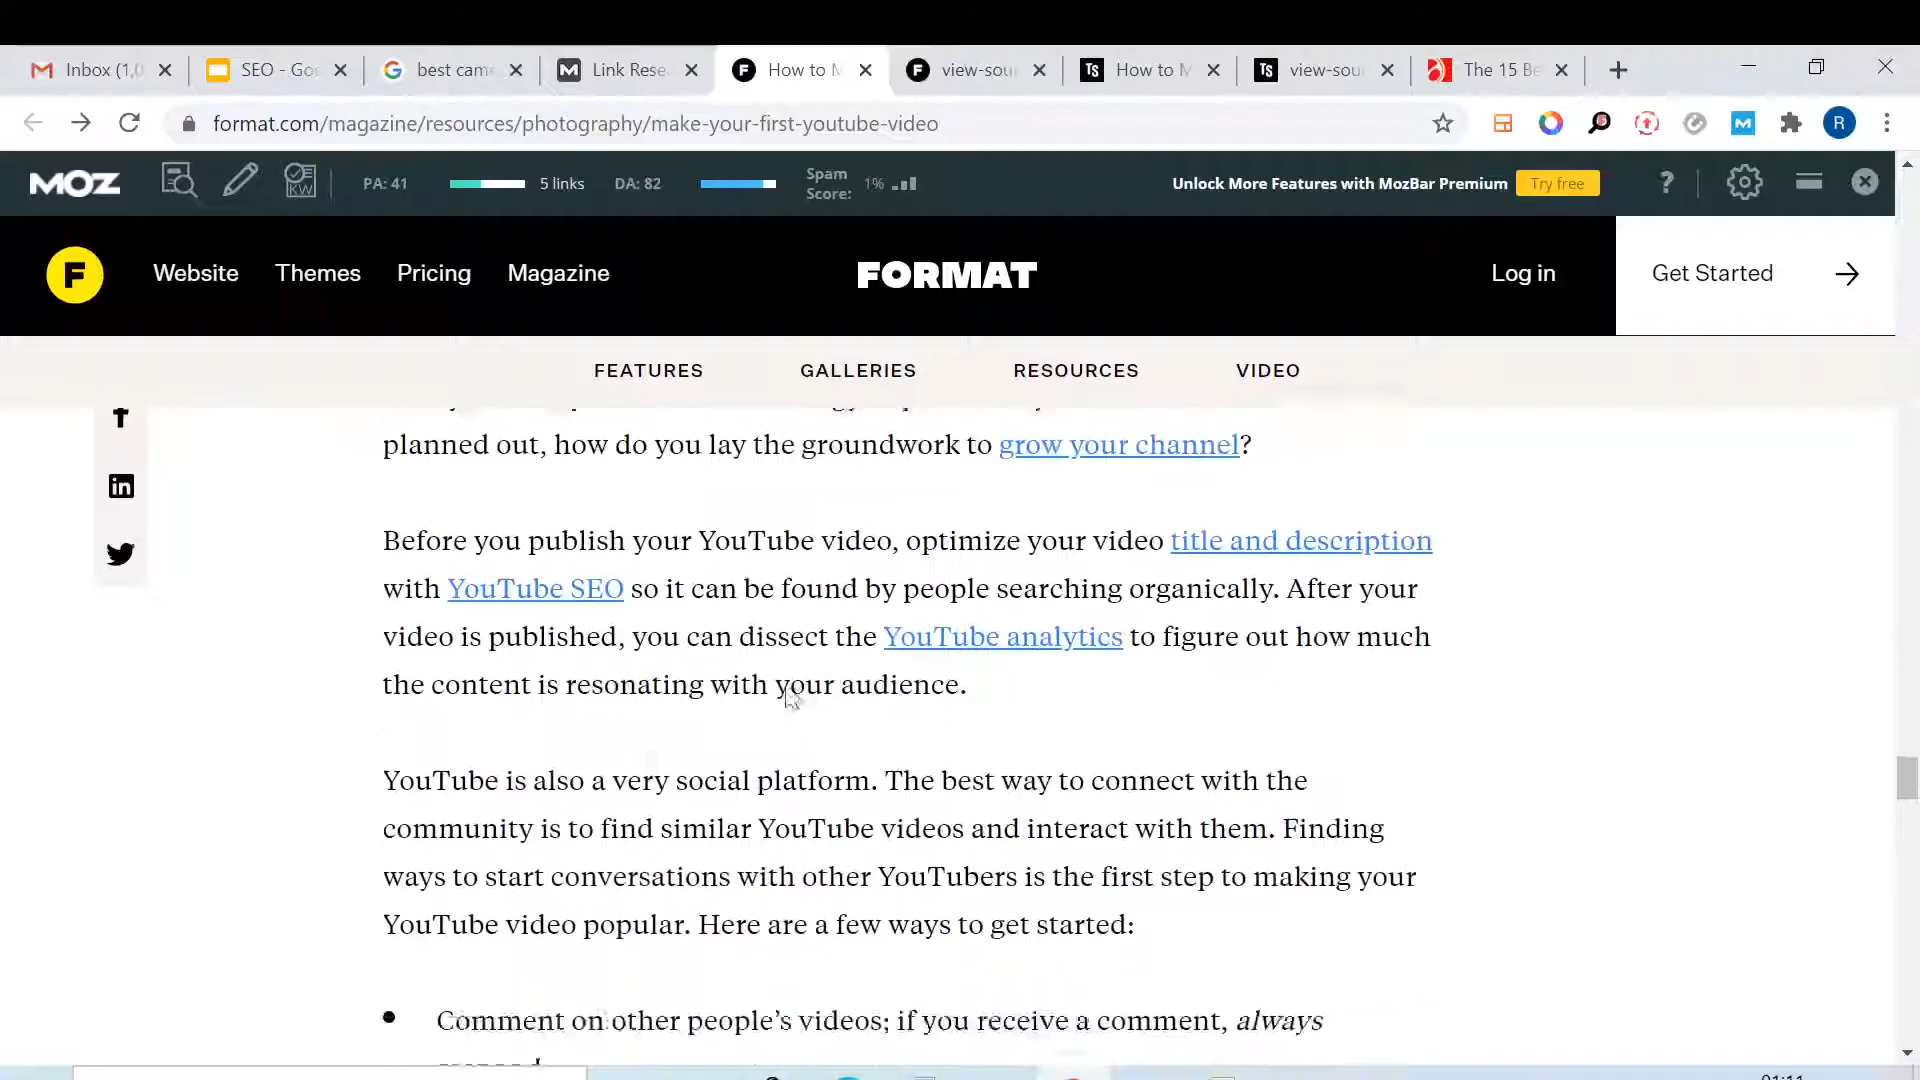 Inbox (1,0
SEO - Goo
best cam
Link Rese
How to M
view-sour
How to M
view-sour
The 15 Be
format.com/magazine/resources/photography/make-your-first-youtube-video
R
MOZ
KW
PA: 41
5 links
DA: 82
Spam
Score:
1%
Unlock More Features with MozBar Premium
Try free
F
Website
Themes
Pricing
Magazine
FORMAT
Log in
Get Started
FEATURES
GALLERIES
RESOURCES
VIDEO
planned out, how do you lay the groundwork to grow your channel?
Before you publish your YouTube video, optimize your video title and description
with YouTube SEO so it can be found by people searching organically. After your
video is published, you can dissect the YouTube analytics to figure out how much
the content is resonating with your audience.
YouTube is also a very social platform. The best way to connect with the
community is to find similar YouTube videos and interact with them. Finding
ways to start conversations with other YouTubers is the first step to making your
YouTube video popular. Here are a few ways to get started:
Comment on other people's videos; if you receive a comment, always